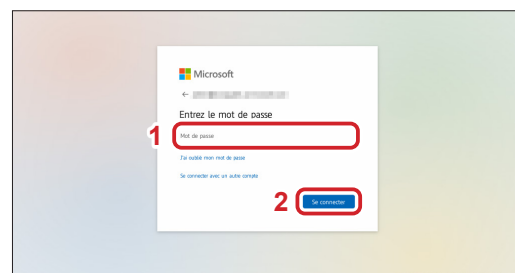 Microsoft
←
Entrez le mot de passe
1
Mot de passe
J'ai oublié mon mot de passe
Se connecter avec un autre compte
2
Se connecter